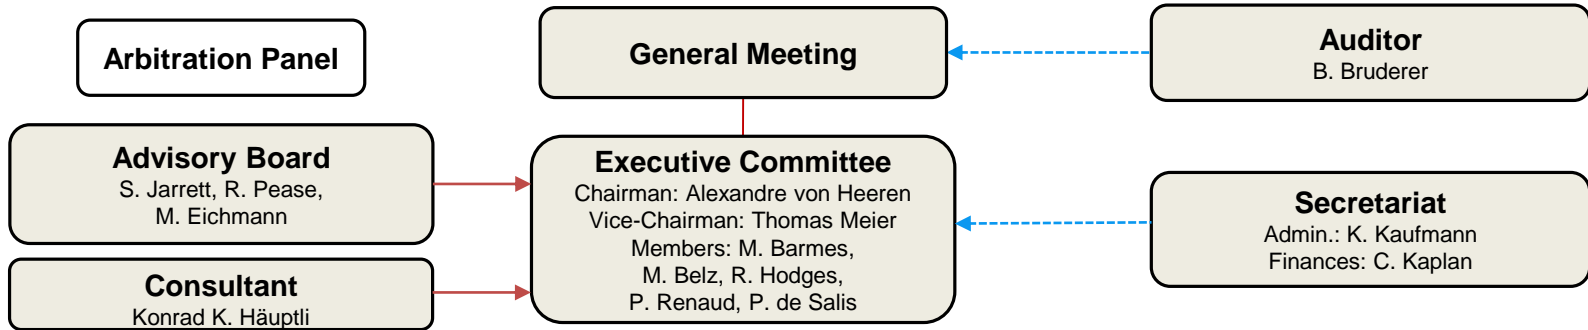 Arbitration Panel
General Meeting
Auditor
B. Bruderer
Advisory Board
S. Jarrett, R. Pease,
M. Eichmann
Executive Committee
Chairman: Alexandre von Heeren
Vice-Chairman: Thomas Meier
Members: M. Barmes,
M. Belz, R. Hodges,
P. Renaud, P. de Salis
Secretariat
Admin.: K. Kaufmann
Finances: C. Kaplan
Consultant
Konrad K. Häuptli